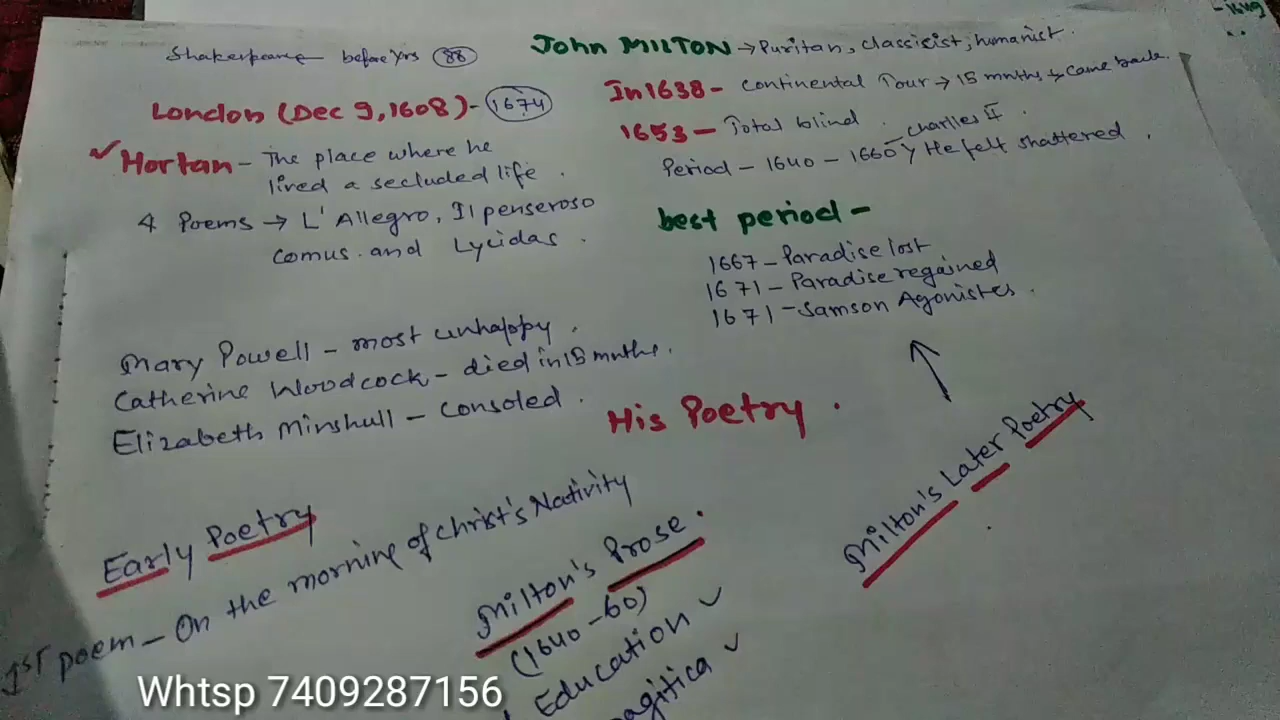 Shakerpeare before yrs 88
John MILTON → Puritan, classicist, humanist.
London (Dec 9, 1608) - 1674
In 1638 - Continental Tour → 15 mnths & came back.
1653 - Total blind.
Period - 1640 - 1660 y He felt shattered.
Charlies II.
Hortan - The place where he
lived a secluded life.
4 Poems → L'Allegro, Il penseroso
comus. and Lycidas.
best period -
1667 - Paradise lost
1671 - Paradise regained
1671 - Samson Agonistes.
Mary Powell - most unhappy.
Catherine Woodcock - died in 15 mnths.
Elizabeth Minshull - Consoled.
His Poetry.
Milton's Later Poetry
Early Poetry
1st poem - On the morning of christ's Nativity
Milton's Prose.
(1640-60)
Education
Whtsp 7409287156